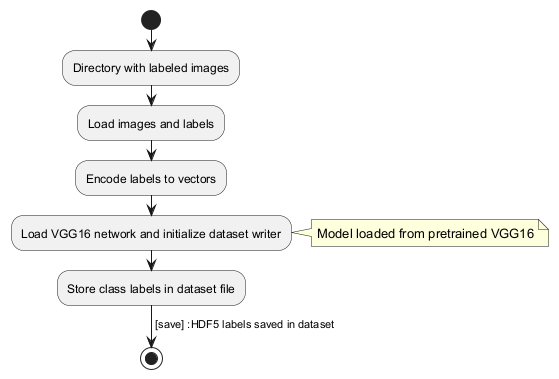 Directory with labeled images
Load images and labels
Encode labels to vectors
Load VGG16 network and initialize dataset writer
Model loaded from pretrained VGG16
Store class labels in dataset file
[save] :HDF5 labels saved in dataset